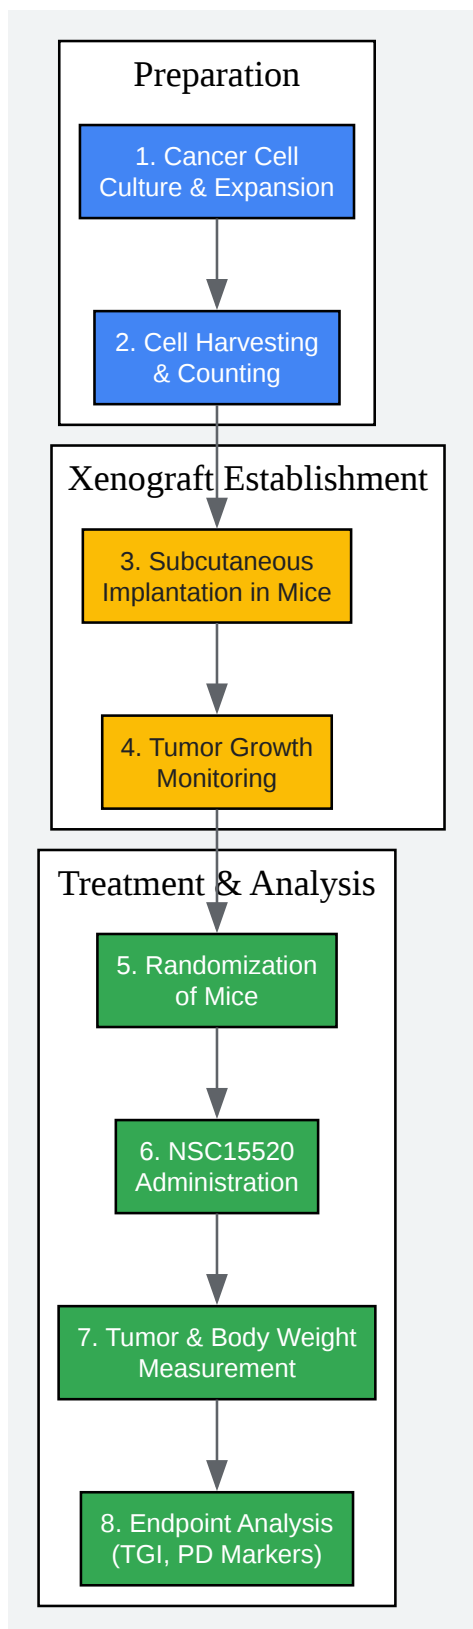 Preparation
1. Cancer Cell
Culture & Expansion
2. Cell Harvesting
& Counting
Xenograft Establishment
3. Subcutaneous
Implantation in Mice
4. Tumor Growth
Monitoring
Treatment & Analysis
5. Randomization
of Mice
6. NSC15520
Administration
7. Tumor & Body Weight
Measurement
8. Endpoint Analysis
(TGI, PD Markers)